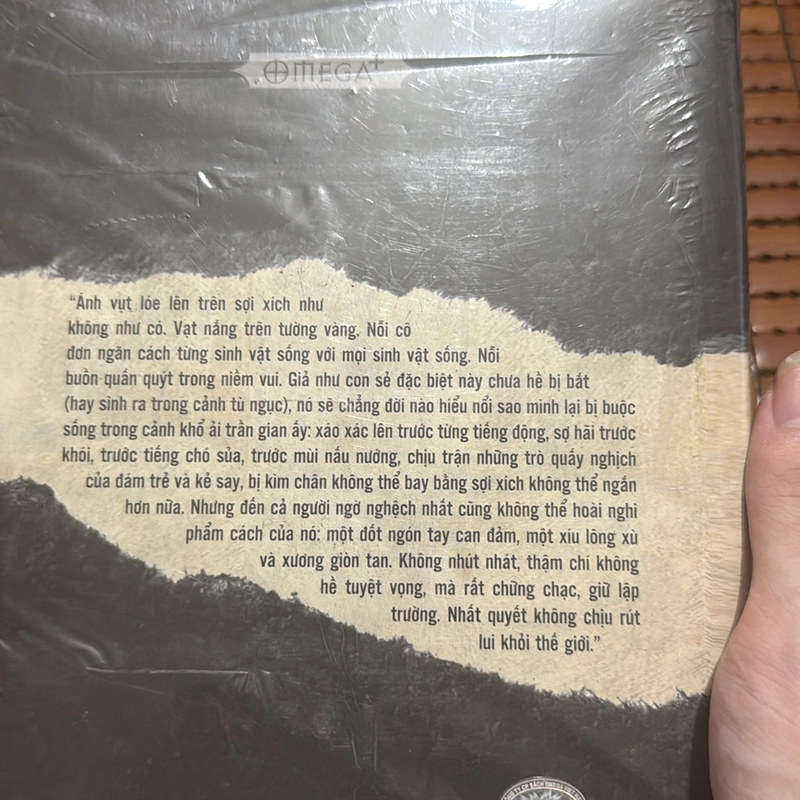 OMEGA+
“Ánh vụt lóe lên trên sợi xích như
không như có. Vạt nắng trên tường vàng. Nỗi cô
đơn ngăn cách từng sinh vật sống với mọi sinh vật sống. Nỗi
buồn quấn quýt trong niềm vui. Giả như con sẻ đặc biệt này chưa hề bị bắt
(hay sinh ra trong cảnh tù ngục), nó sẽ chẳng đời nào hiểu nổi sao mình lại bị buộc
sống trong cảnh khổ ải trần gian ấy: xáo xác lên trước từng tiếng động, sợ hãi trước
khói, trước tiếng chó sủa, trước mùi nấu nướng, chịu trận những trò quấy nghịch
của đám trẻ và kẻ say, bị kìm chân không thể bay bằng sợi xích không thể ngắn
hơn nữa. Nhưng đến cả người ngờ nghệch nhất cũng không thể hoài nghi
phẩm cách của nó: một đốt ngón tay can đảm, một xíu lông xù
và xương giòn tan. Không nhút nhát, thậm chí không
hề tuyệt vọng, mà rất chững chạc, giữ lập
trường. Nhất quyết không chịu rút
lui khỏi thế giới.”
CÔNG TY CP SÁCH OMEGA VIỆT NAM